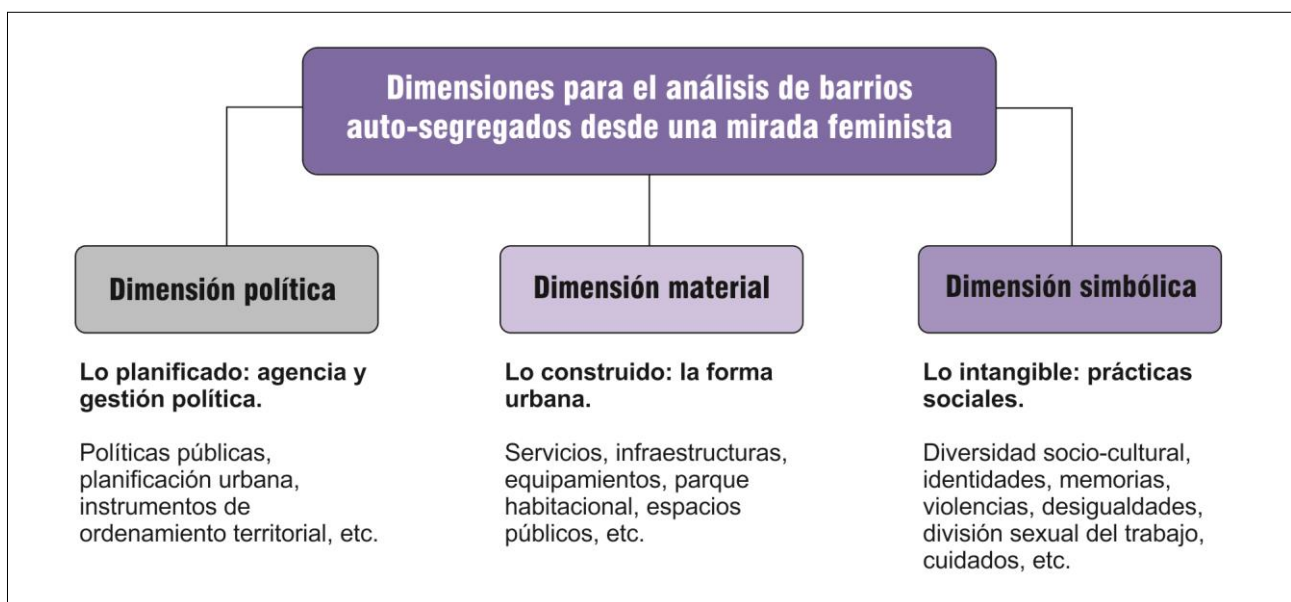 Dimensiones para el análisis de barrios
auto-segregados desde una mirada feminista
Dimensión política
Lo planificado: agencia y
gestión política.
Políticas públicas,
planificación urbana,
instrumentos de
ordenamiento territorial, etc.
Dimensión material
Lo construido: la forma
urbana.
Servicios, infraestructuras,
equipamientos, parque
habitacional, espacios
públicos, etc.
Dimensión simbólica
Lo intangible: prácticas
sociales.
Diversidad socio-cultural,
identidades, memorias,
violencias, desigualdades,
división sexual del trabajo,
cuidados, etc.